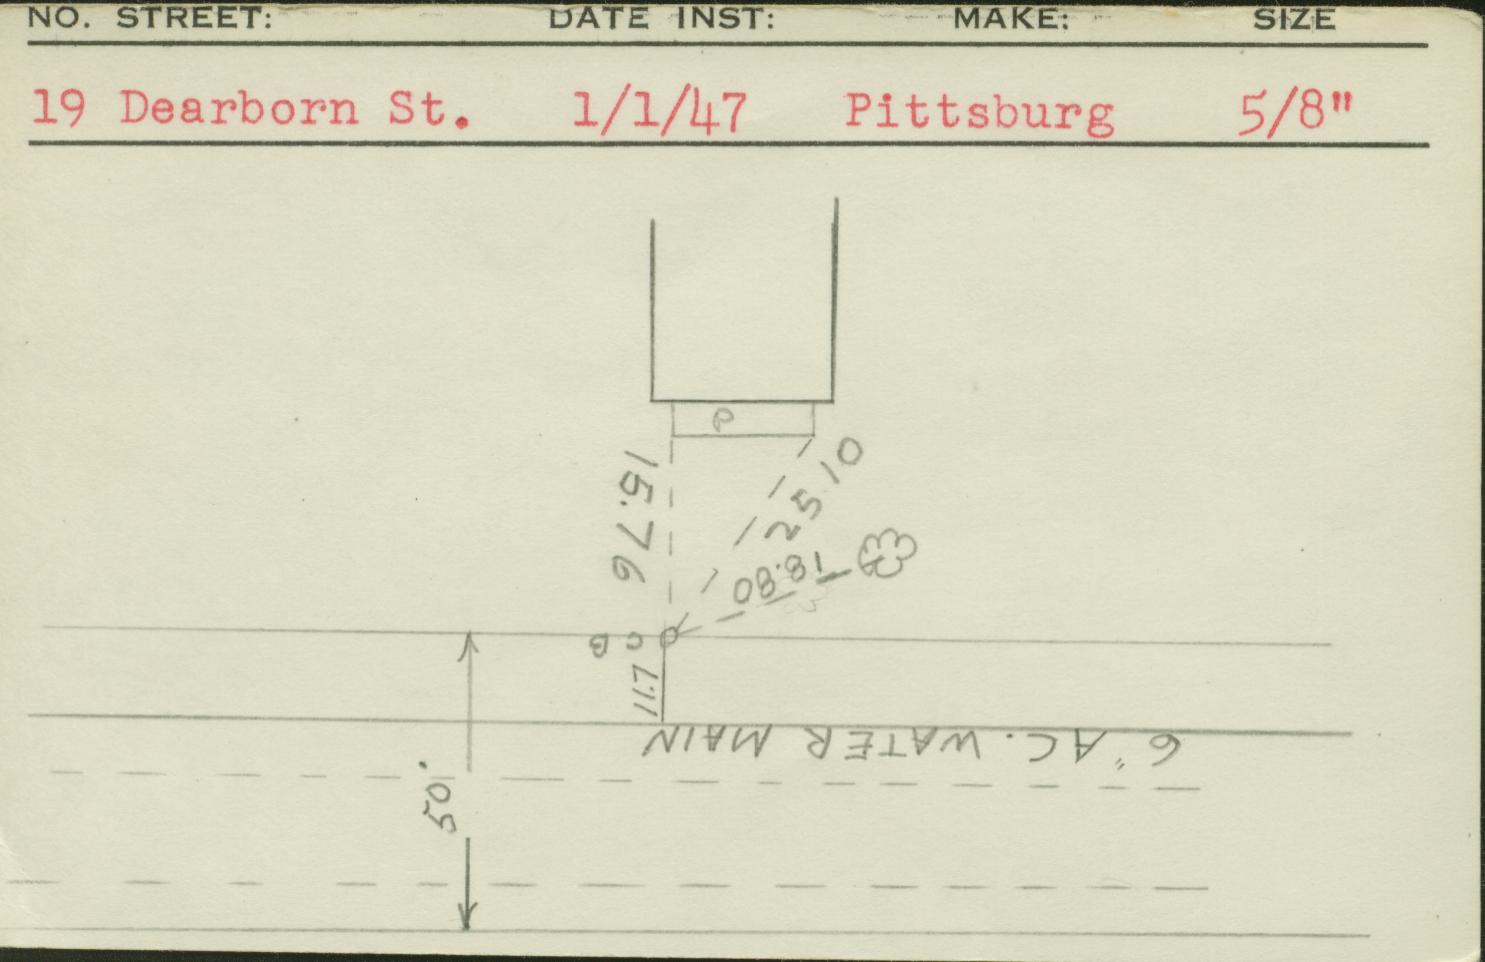 NO. STREET: DATE INST: MAKE: SIZE
19 Dearborn St. 1/1/47 Pittsburg 5/8"
P
15.76
25.10
18.80
C B
11.7
6" A.C. WATER MAIN
50'